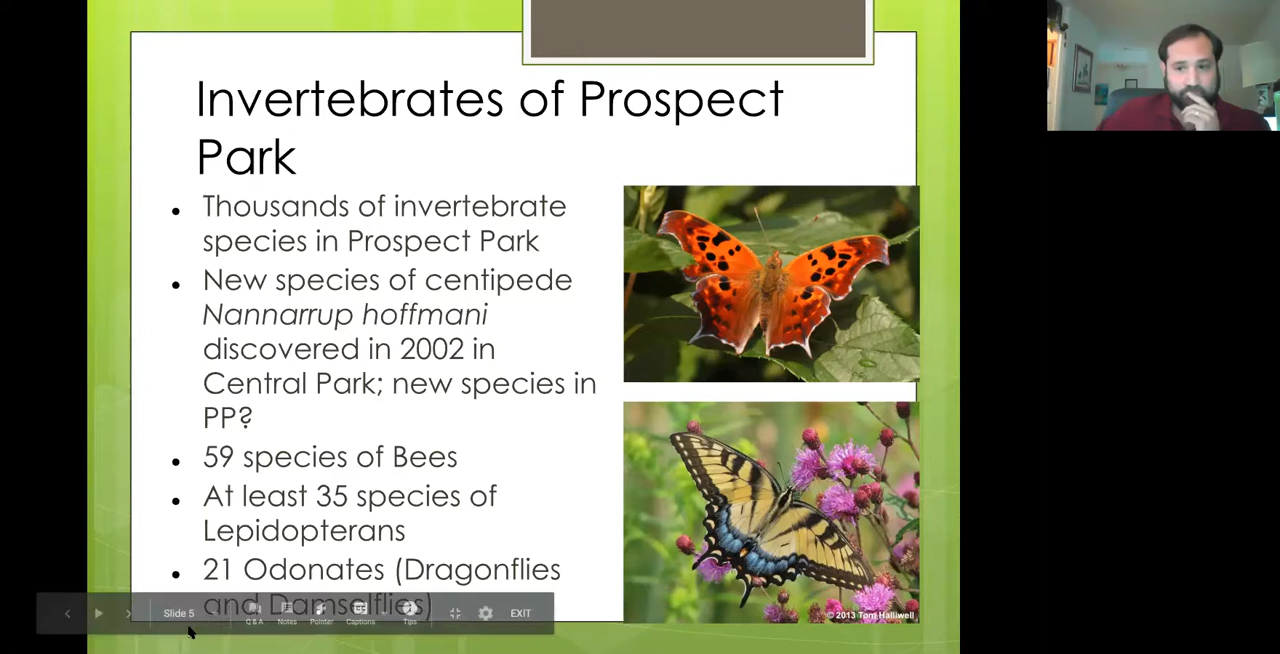 Invertebrates of Prospect
Park
• Thousands of invertebrate
species in Prospect Park
• New species of centipede
Nannarrup hoffmani
discovered in 2002 in
Central Park; new species in
PP?
• 59 species of Bees
• At least 35 species of
Lepidopterans
• 21 Odonates (Dragonflies
and Damselflies)
© 2013 Tom Halliwell
Slide 5
Q & A Notes Pointer Captions Tips EXIT